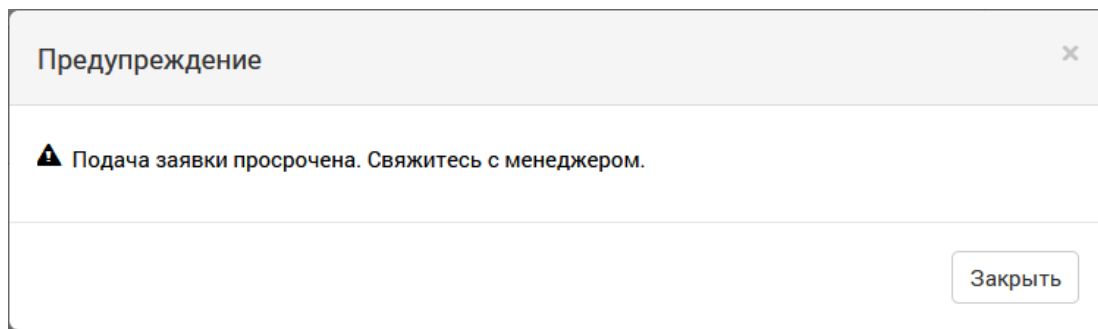 Предупреждение
Подача заявки просрочена. Свяжитесь с менеджером.
Закрыть